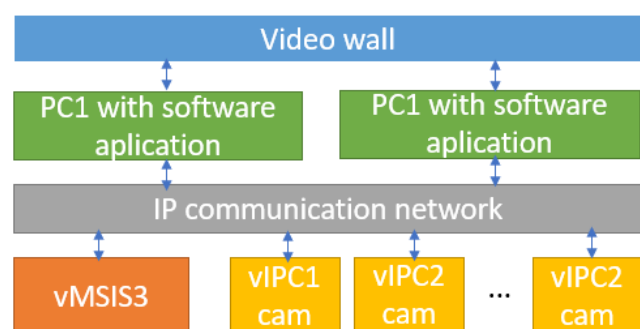 Video wall
PC1 with software
aplication
PC1 with software
aplication
IP communication network
vMSIS3
vIPC1
cam
vIPC2
cam
...
vIPC2
cam